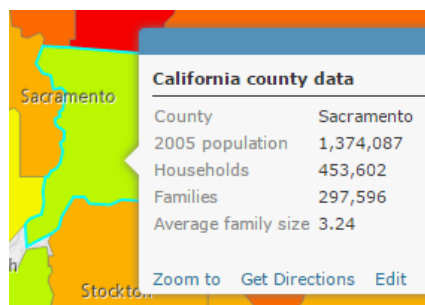 Sacramento
California county data
County Sacramento
2005 population 1,374,087
Households 453,602
Families 297,596
Average family size 3.24
Zoom to Get Directions Edit